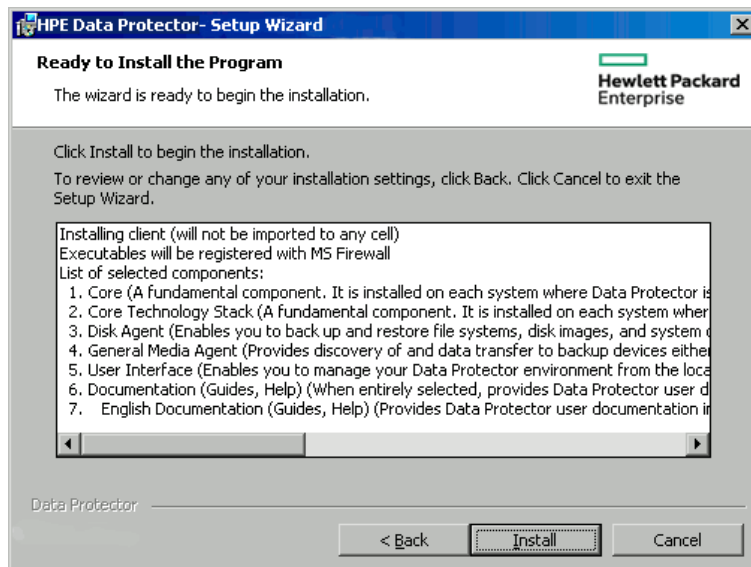 HPE Data Protector- Setup Wizard
Ready to Install the Program
The wizard is ready to begin the installation.
Hewlett Packard
Enterprise
Click Install to begin the installation.
To review or change any of your installation settings, click Back. Click Cancel to exit the
Setup Wizard.
Installing client (will not be imported to any cell)
Executables will be registered with MS Firewall
List of selected components:
1. Core (A fundamental component. It is installed on each system where Data Protector is
2. Core Technology Stack (A fundamental component. It is installed on each system wher
3. Disk Agent (Enables you to back up and restore file systems, disk images, and system
4. General Media Agent (Provides discovery of and data transfer to backup devices either
5. User Interface (Enables you to manage your Data Protector environment from the loca
6. Documentation (Guides, Help) (When entirely selected, provides Data Protector user d
7. English Documentation (Guides, Help) (Provides Data Protector user documentation in
Data Protector
< Back
Install
Cancel